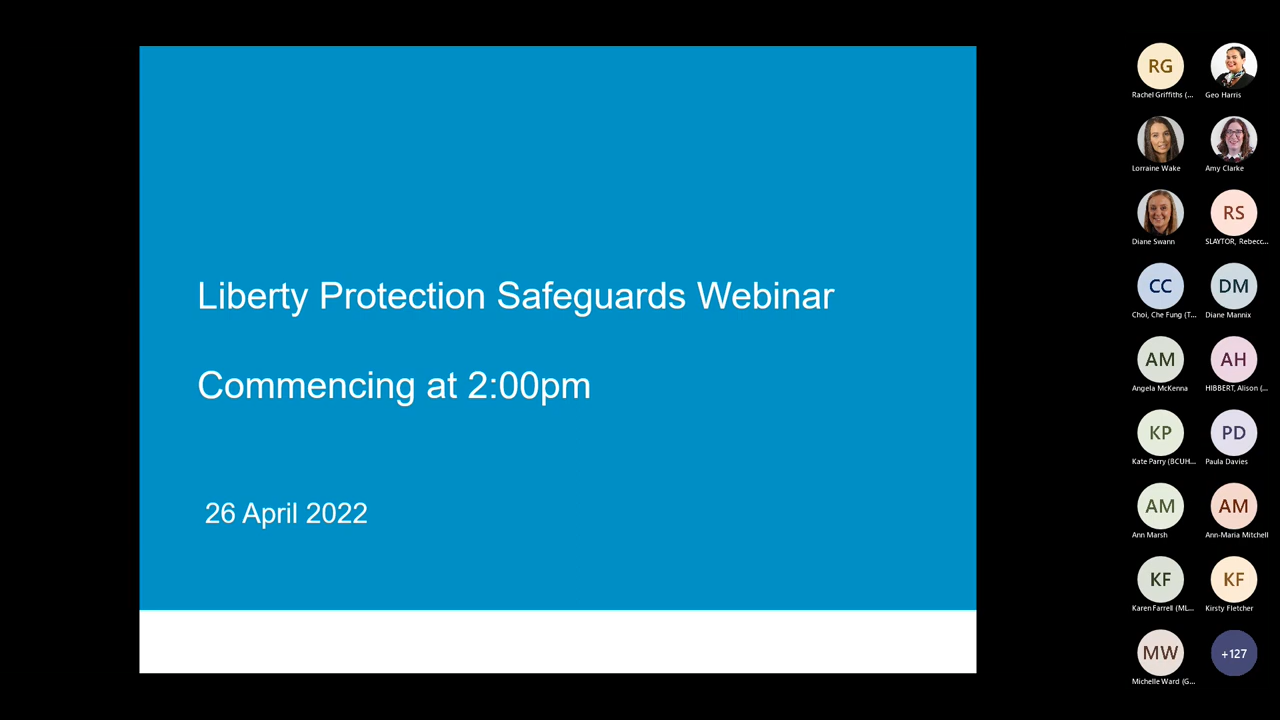 Liberty Protection Safeguards Webinar
Commencing at 2:00pm
26 April 2022
RG
Rachel Griffiths (...
Geo Harris
Lorraine Wake
Amy Clarke
Diane Swann
RS
SLAYTOR, Rebecc...
CC
Choi, Che Fung (T...
DM
Diane Mannix
AM
Angela McKenna
AH
HIBBERT, Alison (...
KP
Kate Parry (BCUH...
PD
Paula Davies
AM
Ann Marsh
AM
Ann-Maria Mitchell
KF
Karen Farrell (ML...
KF
Kirsty Fletcher
MW
Michelle Ward (G...
+127